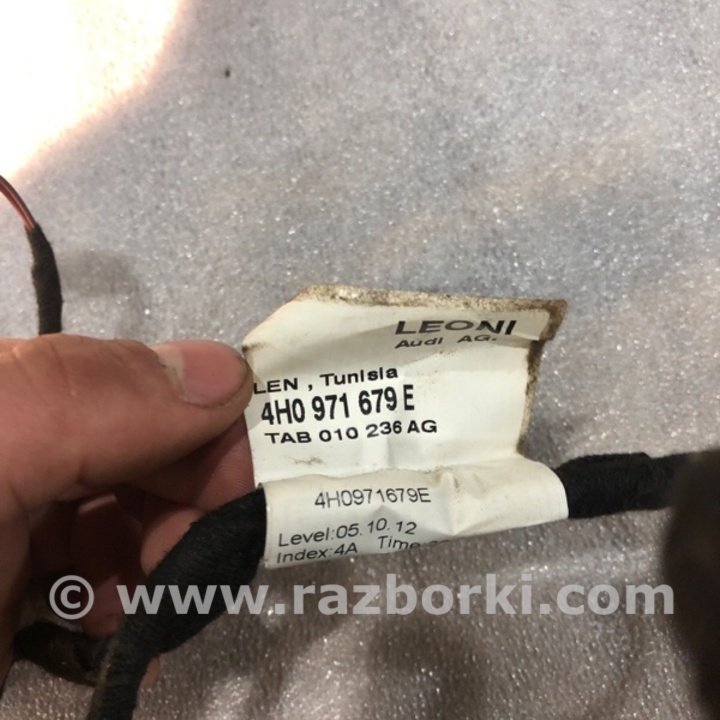 LEONI
Audi AG.
LEN , Tunisia
4H0 971 679 E
TAB 010 236 AG
4H0971679E
Level:05.10.12
Index:4A Time:
© www.razborki.com